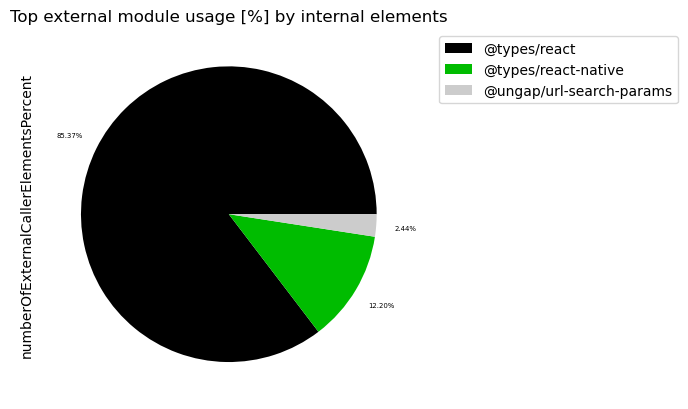 Top external module usage [%] by internal elements
@types/react
@types/react-native
@ungap/url-search-params
numberOfExternalCallerElementsPercent
85.37%
2.44%
12.20%